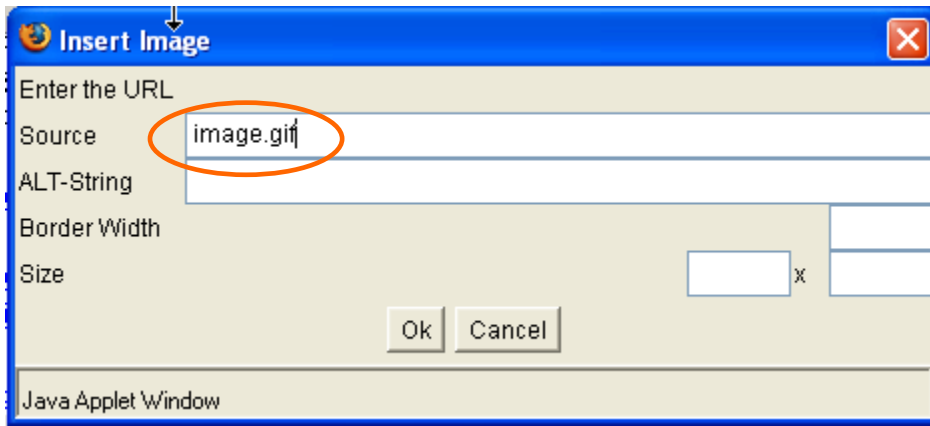 Insert Image
Enter the URL
Source image.gif
ALT-String
Border Width
Size x
Ok Cancel
Java Applet Window